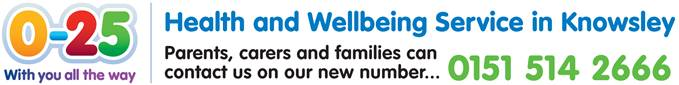 0-25
With you all the way
Health and Wellbeing Service in Knowsley
Parents, carers and families can
contact us on our new number... 0151 514 2666